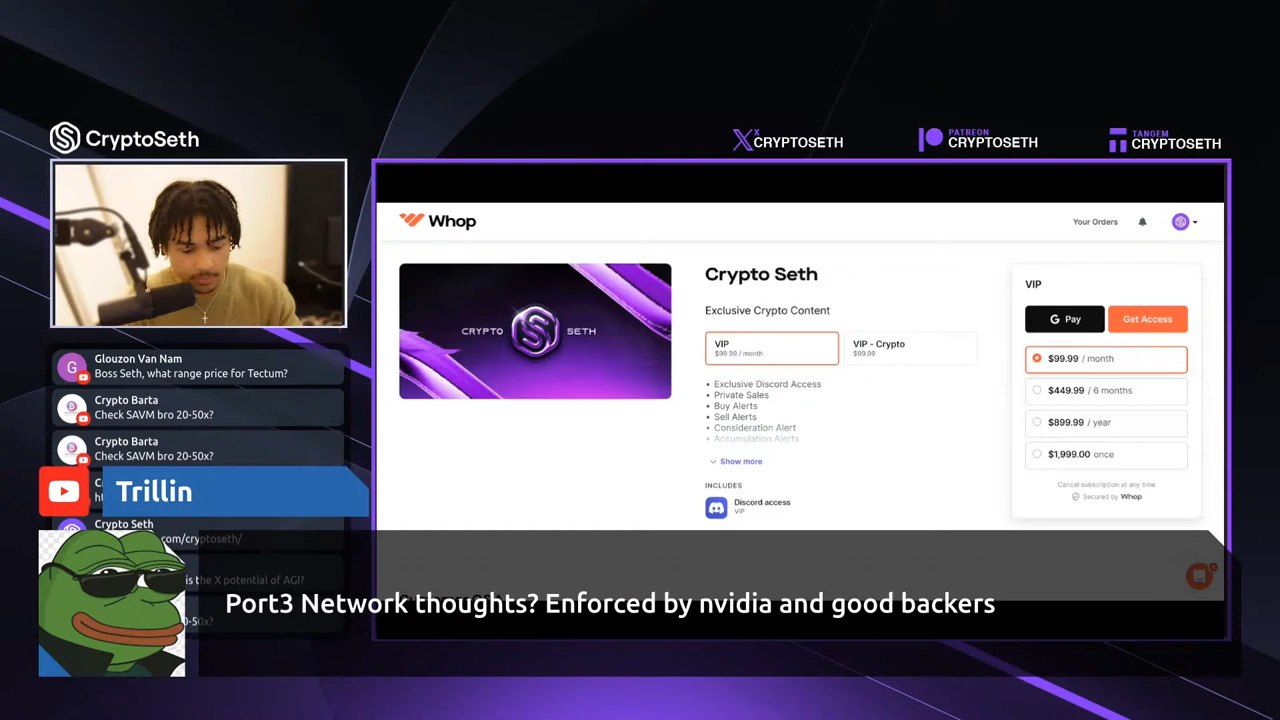 CryptoSeth
X
CRYPTOSETH
PATREON
CRYPTOSETH
TANGEM
CRYPTOSETH
Whop
Your Orders
CRYPTO SETH
Crypto Seth
Exclusive Crypto Content
VIP
$99.99 / month
VIP - Crypto
$99.99
• Exclusive Discord Access
• Private Sales
• Buy Alerts
• Sell Alerts
• Consideration Alert
• Accumulation Alerts
Show more
INCLUDES
Discord access
VIP
VIP
G Pay
Get Access
$99.99 / month
$449.99 / 6 months
$899.99 / year
$1,999.00 once
Cancel subscription at any time
Secured by Whop
G
Glouzon Van Nam
Boss Seth, what range price for Tectum?
Crypto Barta
Check SAVM bro 20-50x?
Crypto Barta
Check SAVM bro 20-50x?
Trillin
Crypto Seth
com/cryptoseth/
is the X potential of AGI?
Port3 Network thoughts? Enforced by nvidia and good backers